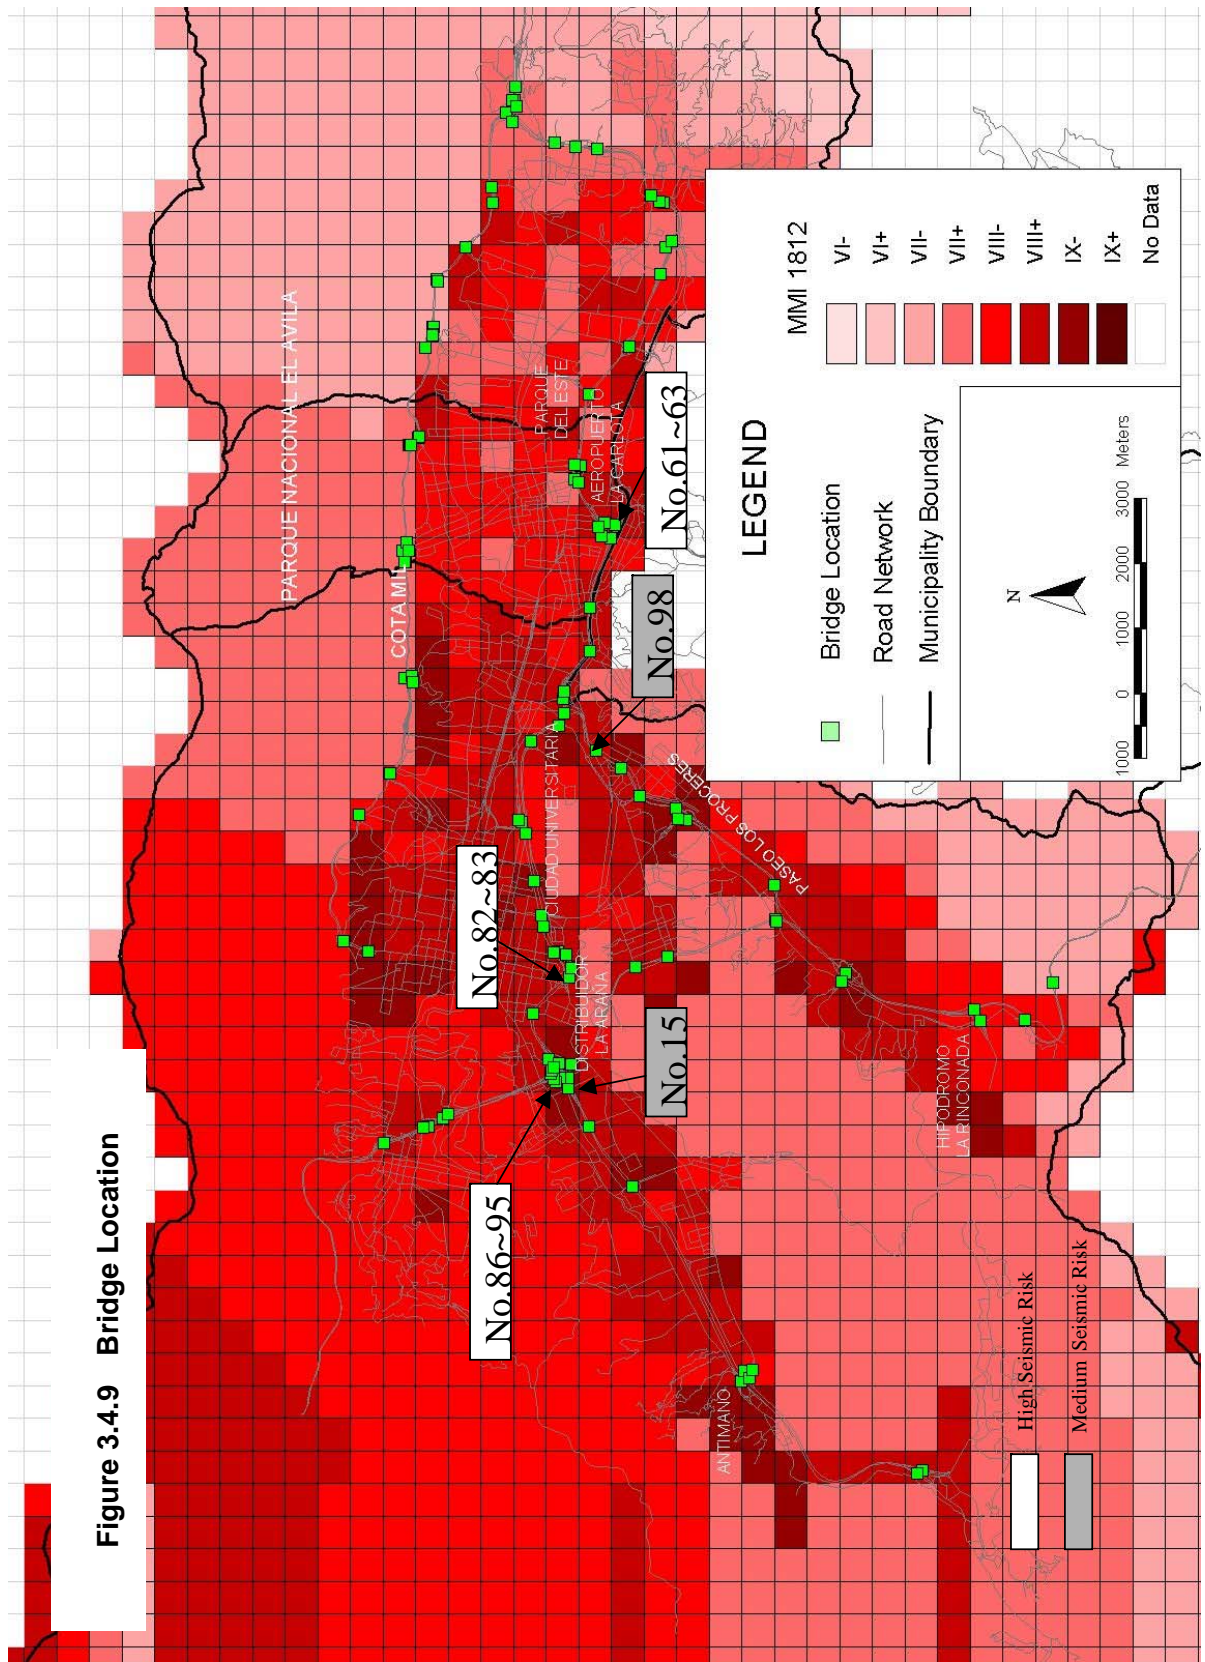 Figure 3.4.9 Bridge Location
PARQUE NACIONAL EL AVILA
COTA MIL
PARQUE
DEL ESTE
AEROPUERTO
LA CARLOTA
CIUDAD UNIVERSITARIA
DISTRIBUIDOR
LA ARAÑA
PASEO LOS PROCERES
HIPODROMO
LA RINCONADA
ANTIMANO
No.86~95
No.82~83
No.15
No.98
No.61~63
High Seismic Risk
Medium Seismic Risk
LEGEND
Bridge Location
Road Network
Municipality Boundary
MMI 1812
VI-
VI+
VII-
VII+
VIII-
VIII+
IX-
IX+
No Data
N
1000 0 1000 2000 3000 Meters